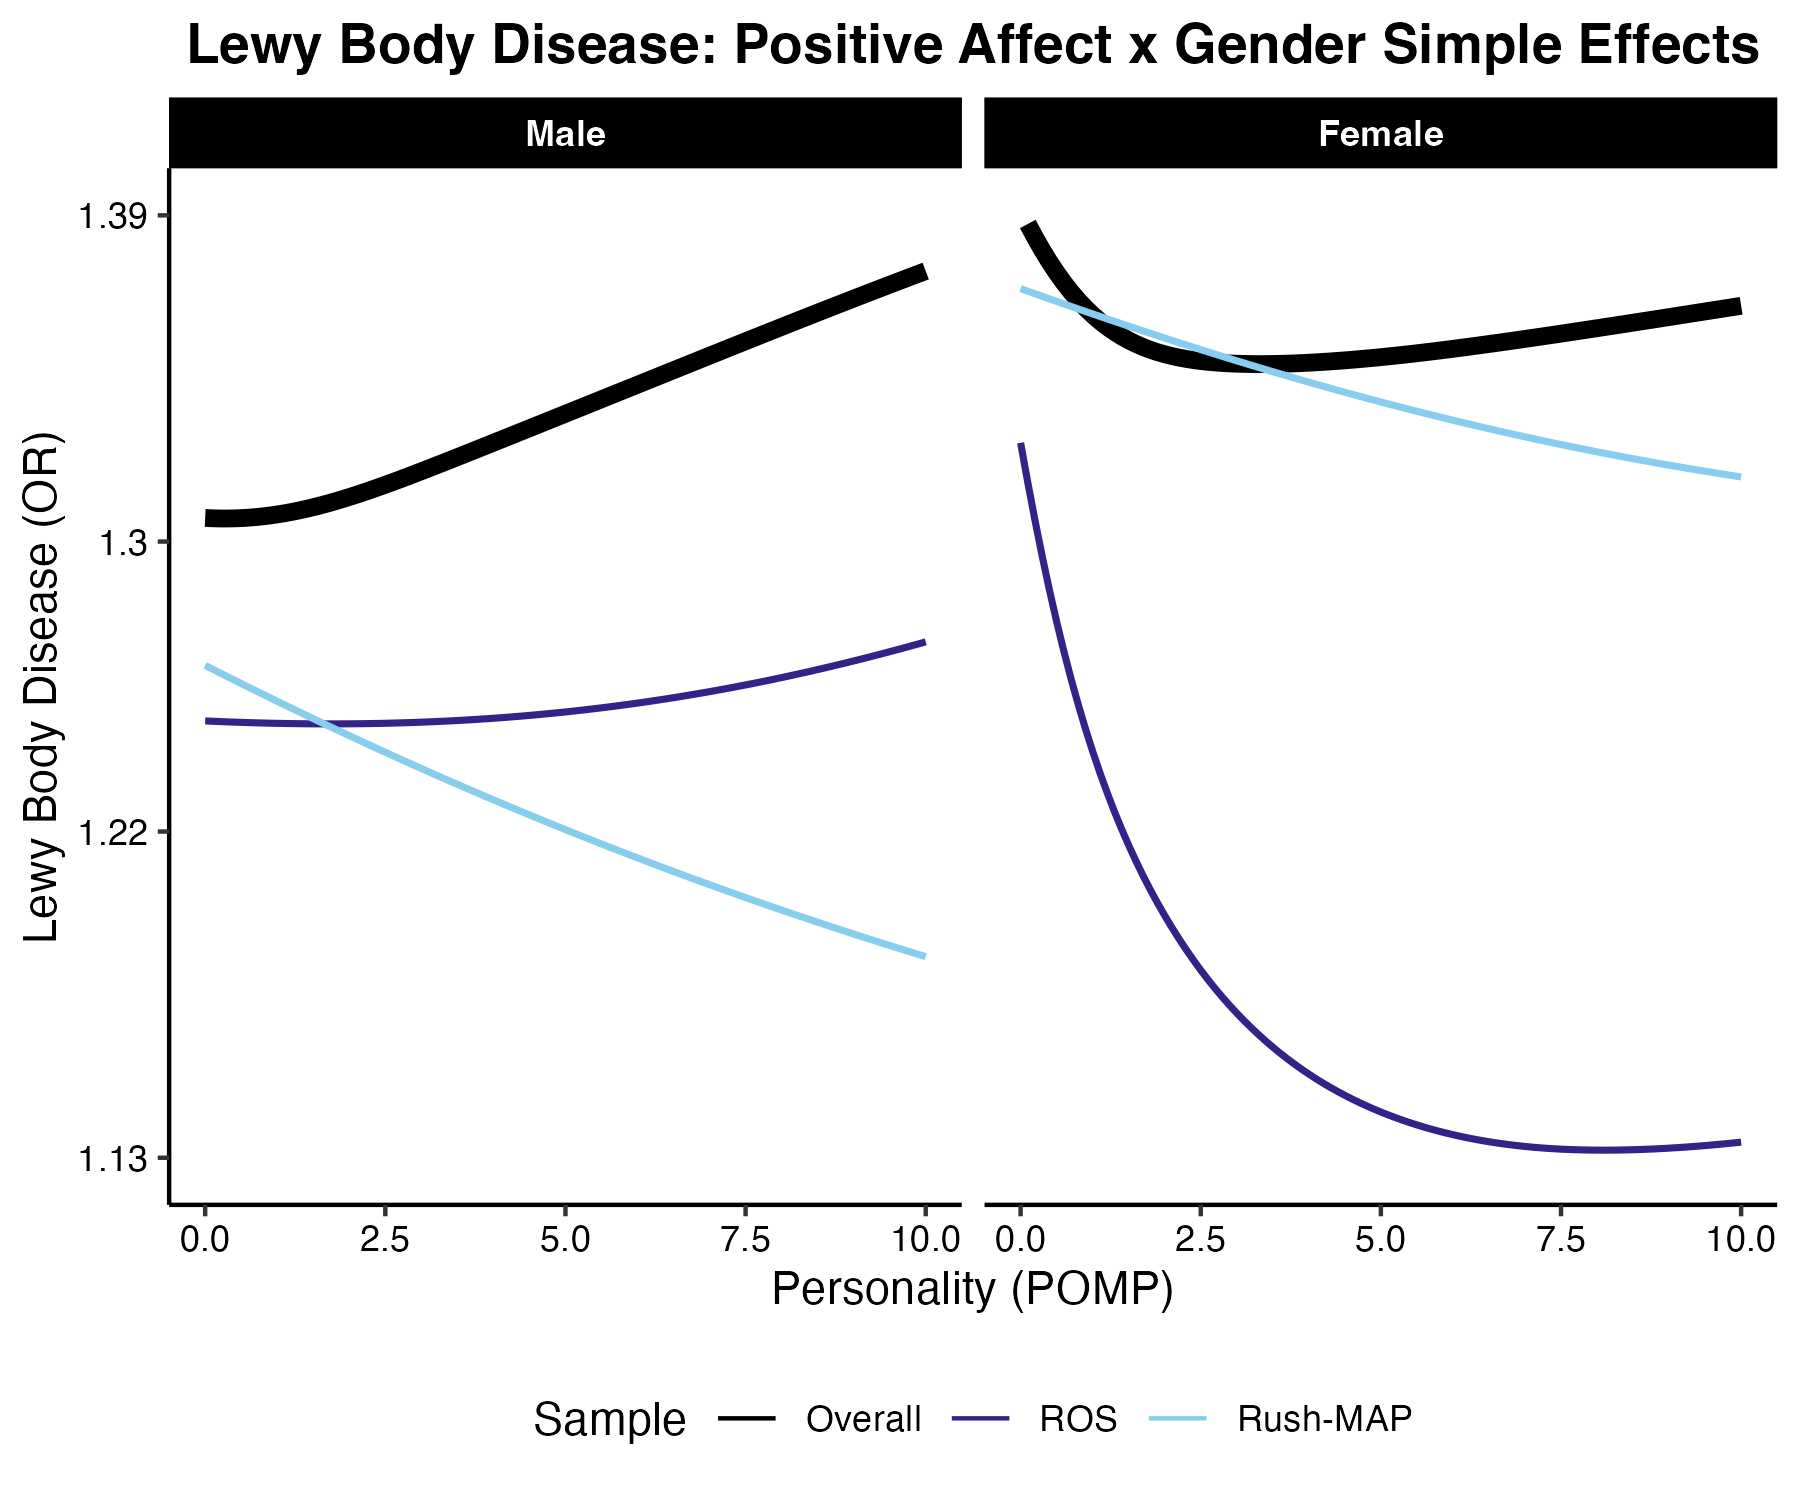 Lewy Body Disease: Positive Affect x Gender Simple Effects
Male
Female
Lewy Body Disease (OR)
1.39
1.3
1.22
1.13
0.0 2.5 5.0 7.5 10.0
0.0 2.5 5.0 7.5 10.0
Personality (POMP)
Sample Overall ROS Rush-MAP